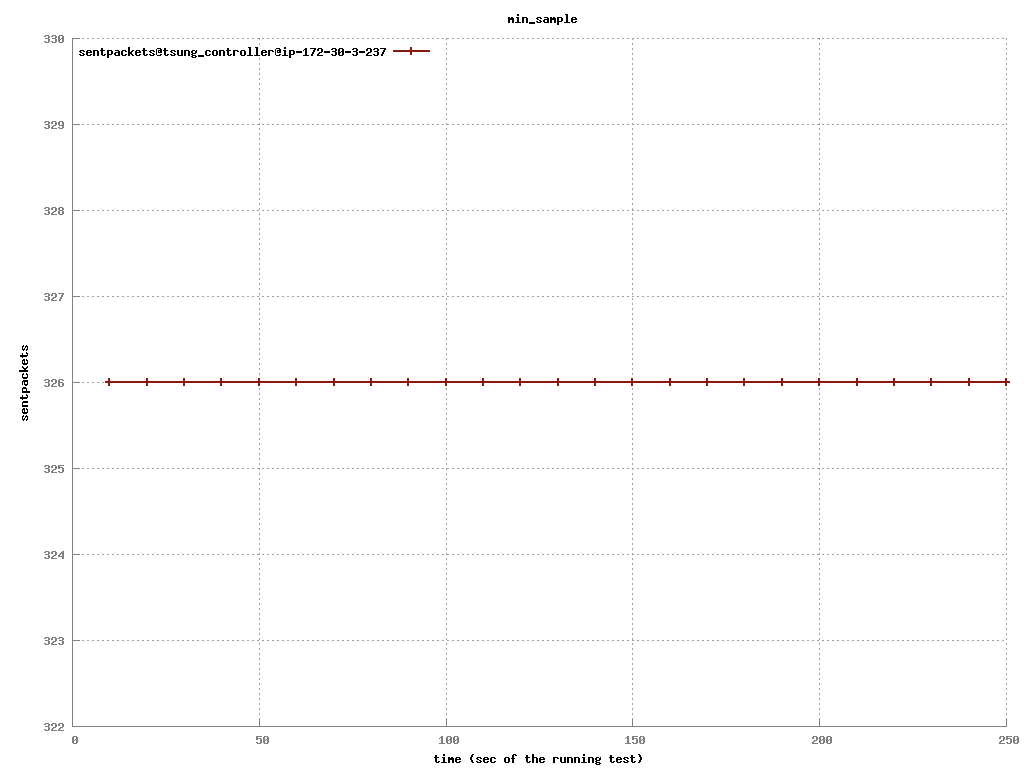 min_sample
330
sentpackets@tsung_controller@ip-172-30-3-237
329
328
327
326
325
324
323
322
sentpackets
0 50 100 150 200 250
time (sec of the running test)